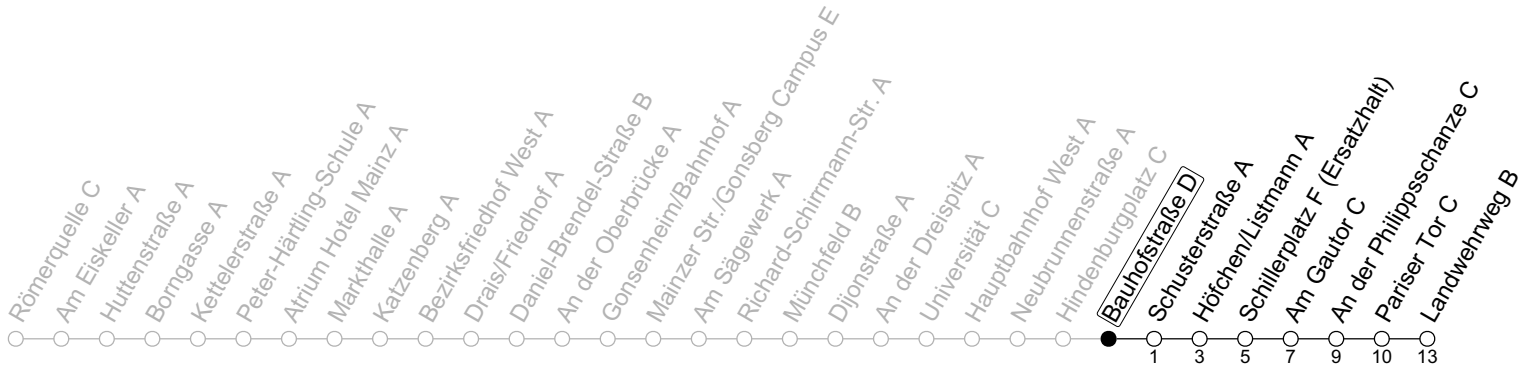 Römerquelle C
Am Eiskeller A
Huttenstraße A
Borngasse A
Kettelerstraße A
Peter-Härtling-Schule A
Atrium Hotel Mainz A
Markthalle A
Katzenberg A
Bezirksfriedhof West A
Drais/Friedhof A
Daniel-Brendel-Straße B
An der Oberbrücke A
Gonsenheim/Bahnhof A
Mainzer Str./Gonsberg Campus E
Am Sägewerk A
Richard-Schirrmann-Str. A
Münchfeld B
Dijonstraße A
An der Dreispitz A
Universität C
Hauptbahnhof West A
Neubrunnenstraße A
Hindenburgplatz C
Bauhofstraße D
Schusterstraße A
Höfchen/Listmann A
Schillerplatz F (Ersatzhalt)
Am Gautor C
An der Philippsschanze C
Pariser Tor C
Landwehrweg B
1 3 5 7 9 10 13